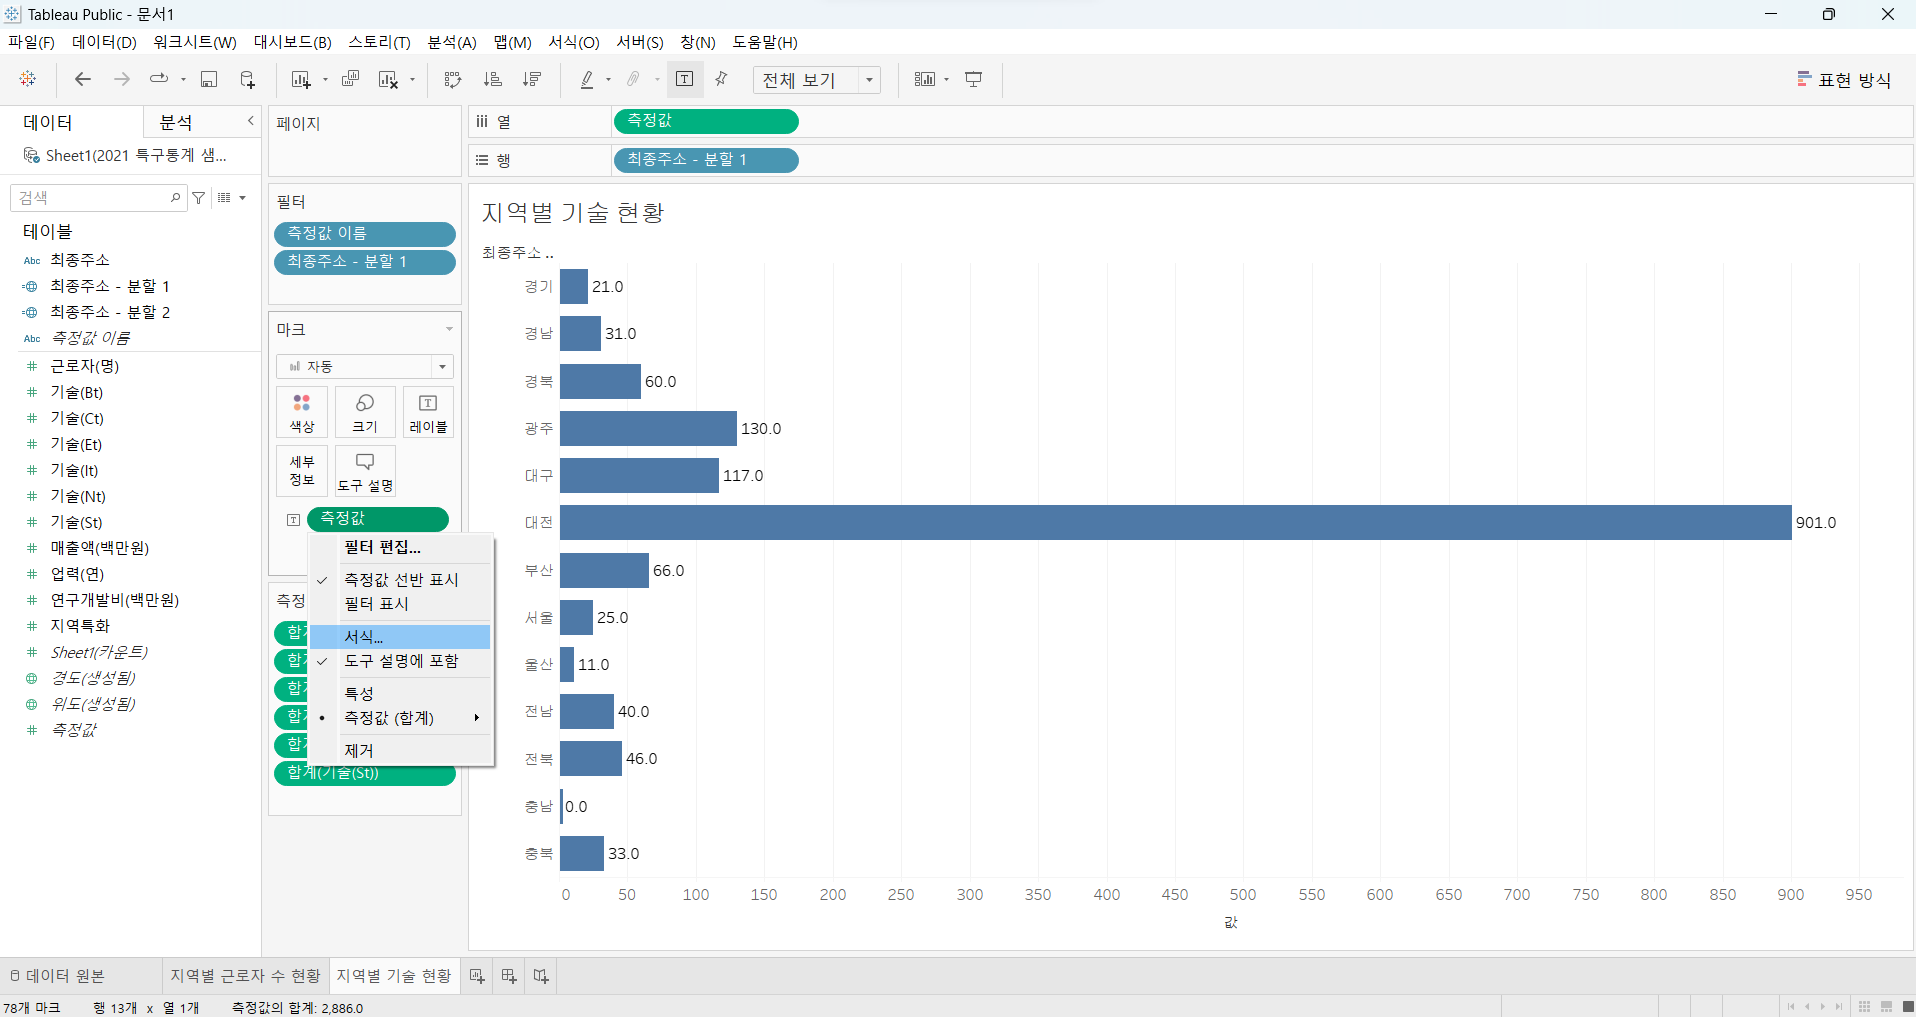 Tableau Public - 문서1
파일(F) 데이터(D) 워크시트(W) 대시보드(B) 스토리(T) 분석(A) 맵(M) 서식(O) 서버(S) 창(N) 도움말(H)
전체 보기
표현 방식
데이터 분석
Sheet1(2021 특구통계 샘...
검색
테이블
Abc 최종주소
최종주소 - 분할 1
최종주소 - 분할 2
Abc 측정값 이름
근로자(명)
기술(Bt)
기술(Ct)
기술(Et)
기술(It)
기술(Nt)
기술(St)
매출액(백만원)
업력(연)
연구개발비(백만원)
지역특화
Sheet1(카운트)
경도(생성됨)
위도(생성됨)
측정값
페이지
필터
측정값 이름
최종주소 - 분할 1
마크
자동
색상 크기 레이블
세부 정보
도구 설명
측정값
필터 편집...
측정값 선반 표시
필터 표시
서식...
도구 설명에 포함
특성
측정값 (합계)
제거
측정
합계(기술(St))
열 측정값
행 최종주소 - 분할 1
지역별 기술 현황
최종주소 ..
경기 21.0
경남 31.0
경북 60.0
광주 130.0
대구 117.0
대전 901.0
부산 66.0
서울 25.0
울산 11.0
전남 40.0
전북 46.0
충남 0.0
충북 33.0
0 50 100 150 200 250 300 350 400 450 500 550 600 650 700 750 800 850 900 950
값
데이터 원본 지역별 근로자 수 현황 지역별 기술 현황
78개 마크 행 13개 x 열 1개 측정값의 합계: 2,886.0